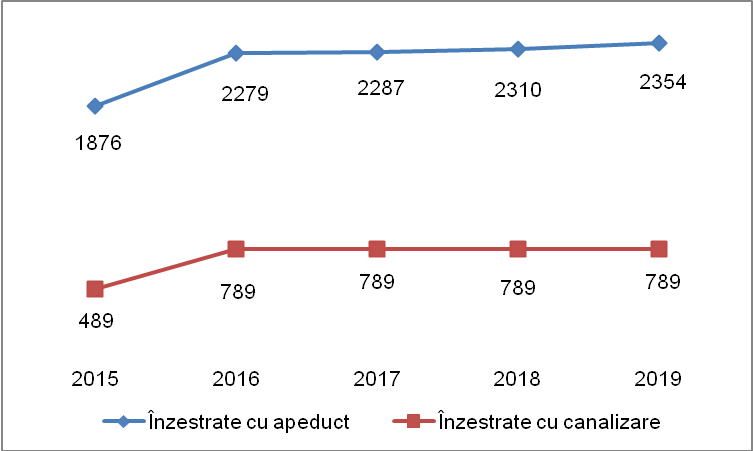 1876 2279 2287 2310 2354
489 789 789 789 789
2015 2016 2017 2018 2019
Înzestrate cu apeduct Înzestrate cu canalizare